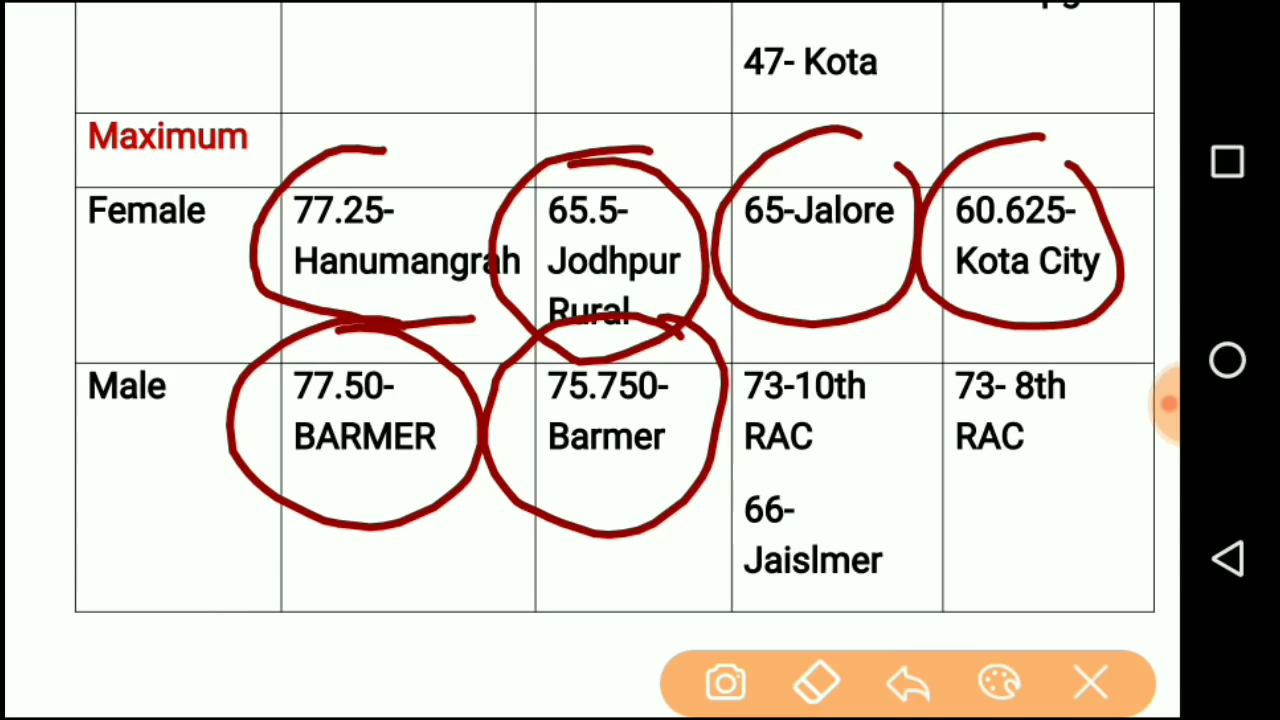 47- Kota
Maximum
Female
77.25-
Hanumangrah
65.5-
Jodhpur
Rural
65-Jalore
60.625-
Kota City
Male
77.50-
BARMER
75.750-
Barmer
73-10th
RAC
66-
Jaislmer
73- 8th
RAC